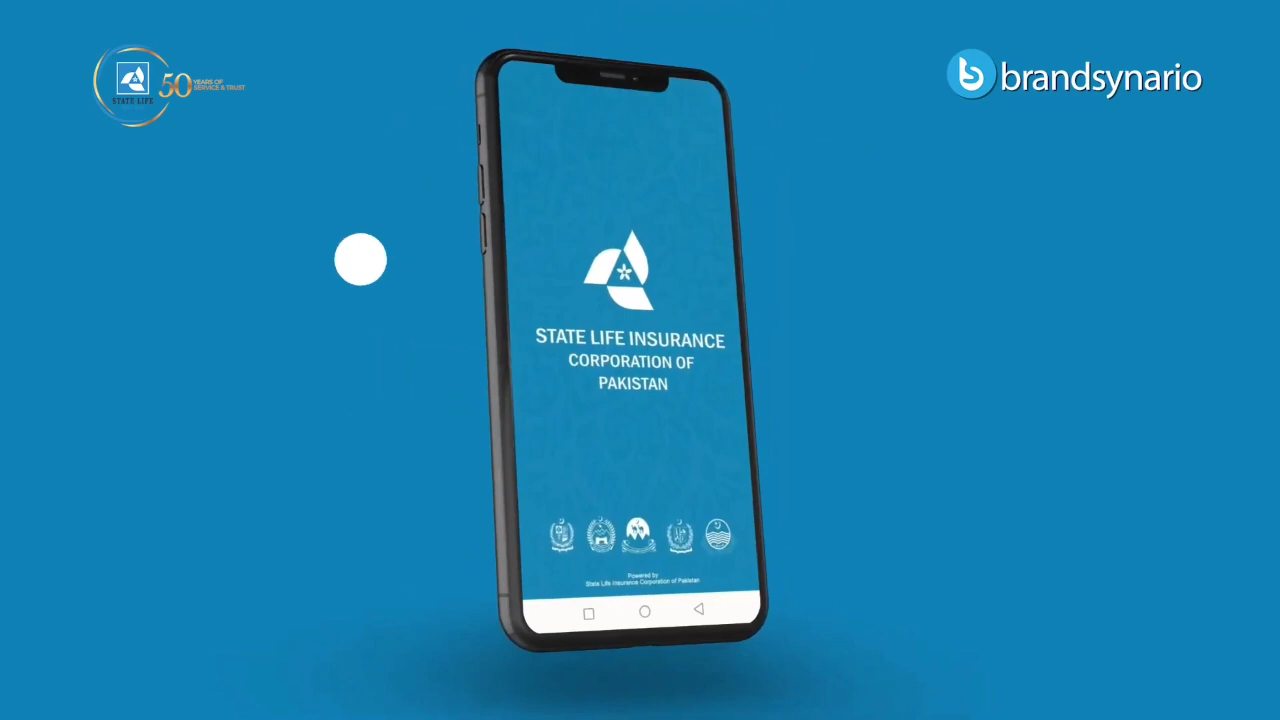 STATE LIFE
50
YEARS OF
SERVICE & TRUST
brandsynario
STATE LIFE INSURANCE
CORPORATION OF
PAKISTAN
Powered by
State Life Insurance Corporation of Pakistan